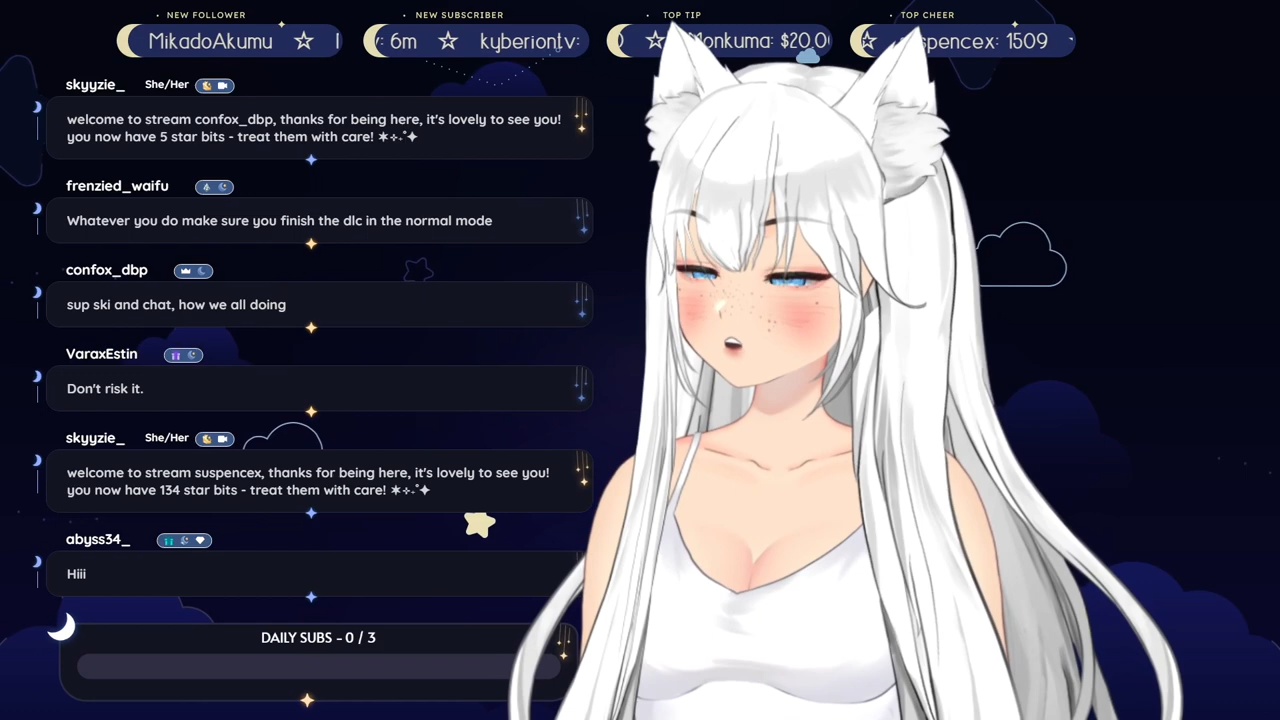 NEW FOLLOWER
MikadoAkumu
NEW SUBSCRIBER
6m kyberiontv:
TOP TIP
Monkuma: $20.0
TOP CHEER
spencex: 1509
skyyzie_ She/Her
welcome to stream confox_dbp, thanks for being here, it's lovely to see you!
you now have 5 star bits - treat them with care! ✶⊹₊˚✦
frenzied_waifu
Whatever you do make sure you finish the dlc in the normal mode
confox_dbp
sup ski and chat, how we all doing
VaraxEstin
Don't risk it.
skyyzie_ She/Her
welcome to stream suspencex, thanks for being here, it's lovely to see you!
you now have 134 star bits - treat them with care! ✶⊹₊˚✦
abyss34_
Hiii
DAILY SUBS - 0 / 3